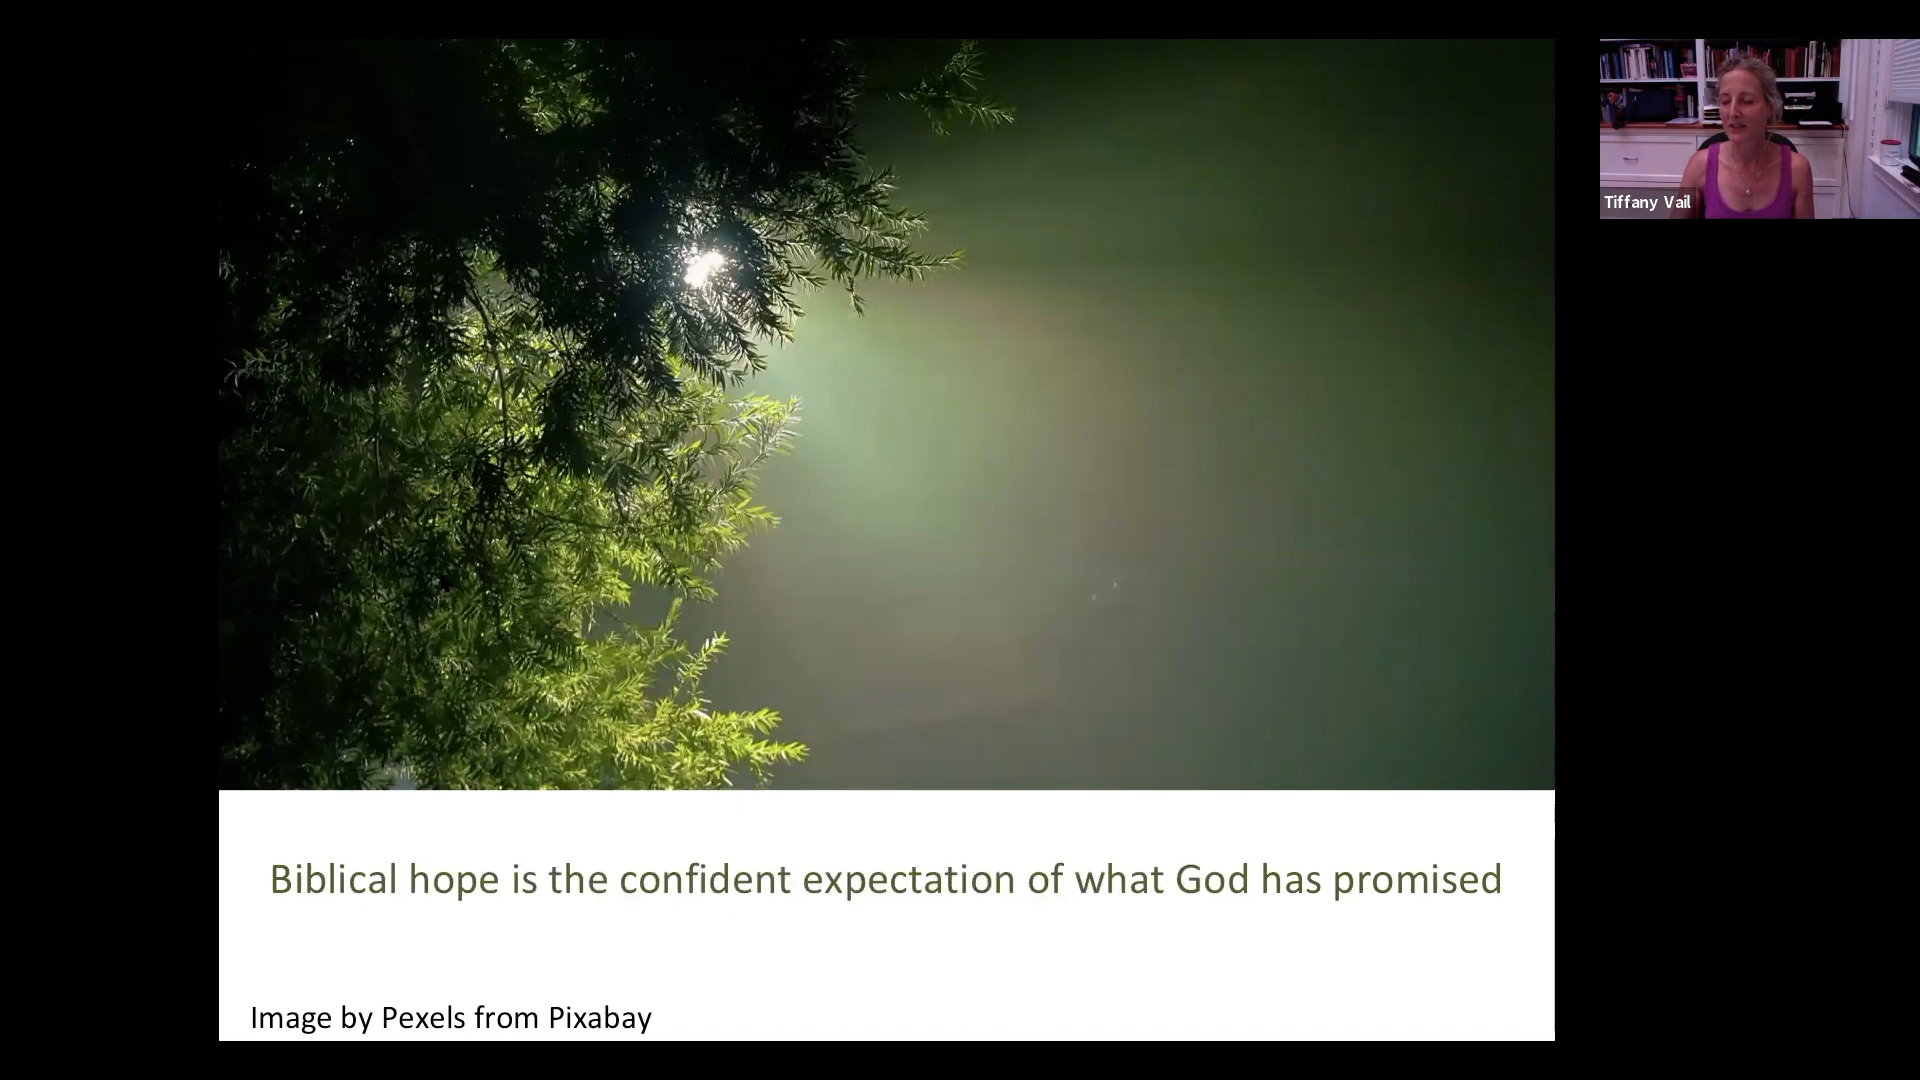 Tiffany Vail
Biblical hope is the confident expectation of what God has promised
Image by Pexels from Pixabay